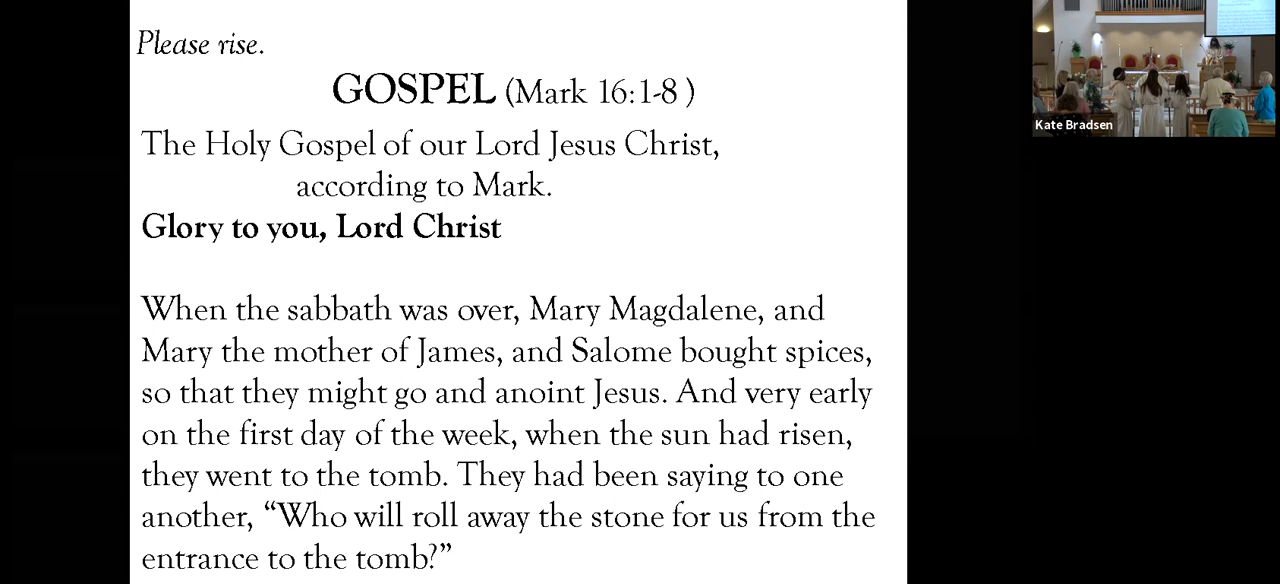 Please rise.
GOSPEL (Mark 16:1-8 )
The Holy Gospel of our Lord Jesus Christ,
according to Mark.
Glory to you, Lord Christ
When the sabbath was over, Mary Magdalene, and
Mary the mother of James, and Salome bought spices,
so that they might go and anoint Jesus. And very early
on the first day of the week, when the sun had risen,
they went to the tomb. They had been saying to one
another, “Who will roll away the stone for us from the
entrance to the tomb?”
Kate Bradsen